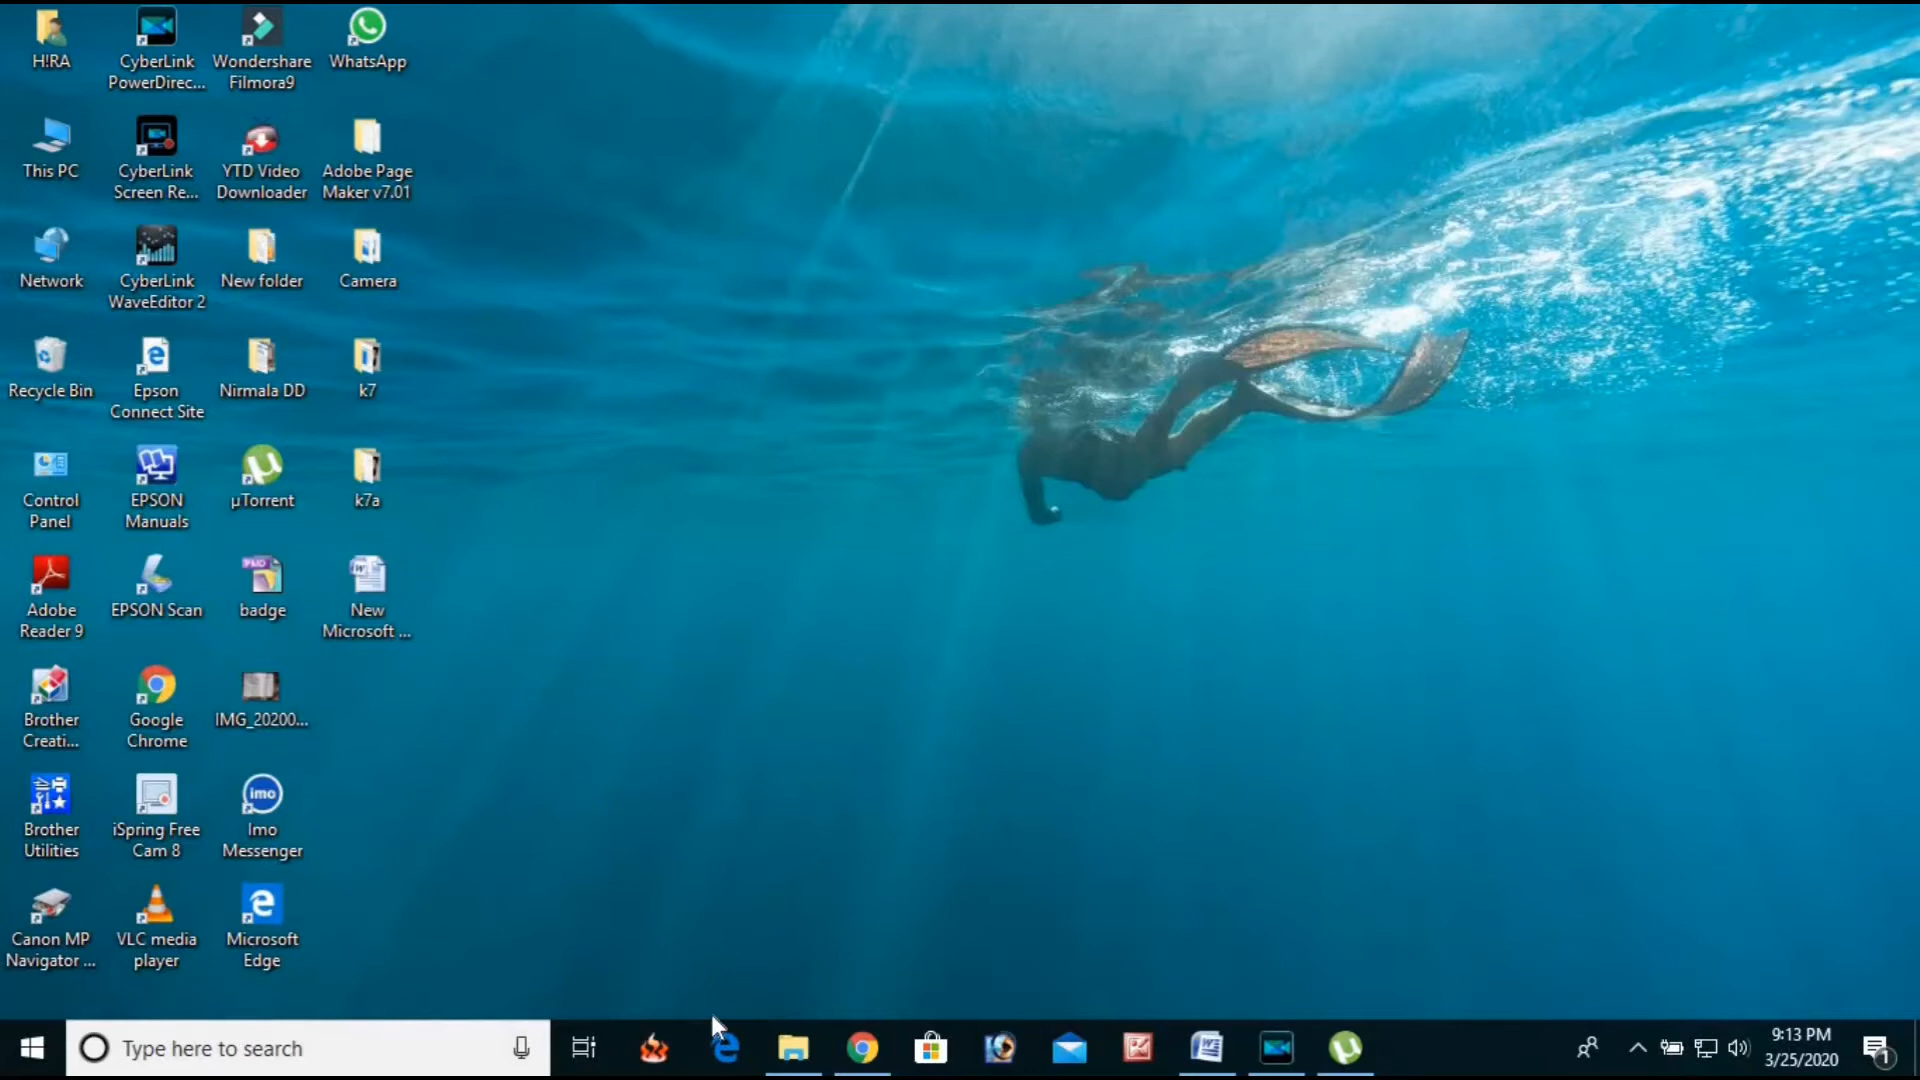 H!RA
CyberLink
PowerDirec...
Wondershare
Filmora9
WhatsApp
This PC
CyberLink
Screen Re...
YTD Video
Downloader
Adobe Page
Maker v7.01
Network
CyberLink
WaveEditor 2
New folder
Camera
Recycle Bin
Epson
Connect Site
Nirmala DD
k7
Control
Panel
EPSON
Manuals
µTorrent
k7a
Adobe
Reader 9
EPSON Scan
PMD
badge
New
Microsoft ...
Brother
Creati...
Google
Chrome
IMG_20200...
Brother
Utilities
iSpring Free
Cam 8
imo
Imo
Messenger
Canon MP
Navigator ...
VLC media
player
Microsoft
Edge
Type here to search
9:13 PM
3/25/2020
1